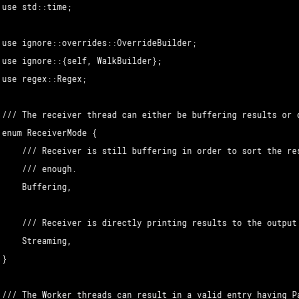 use std::time;
use ignore::overrides::OverrideBuilder;
use ignore::{self, WalkBuilder};
use regex::Regex;
/// The receiver thread can either be buffering results or
enum ReceiverMode {
/// Receiver is still buffering in order to sort the
/// enough.
Buffering,
/// Receiver is directly printing results to the output
Streaming,
}
/// The Worker threads can result in a valid entry having